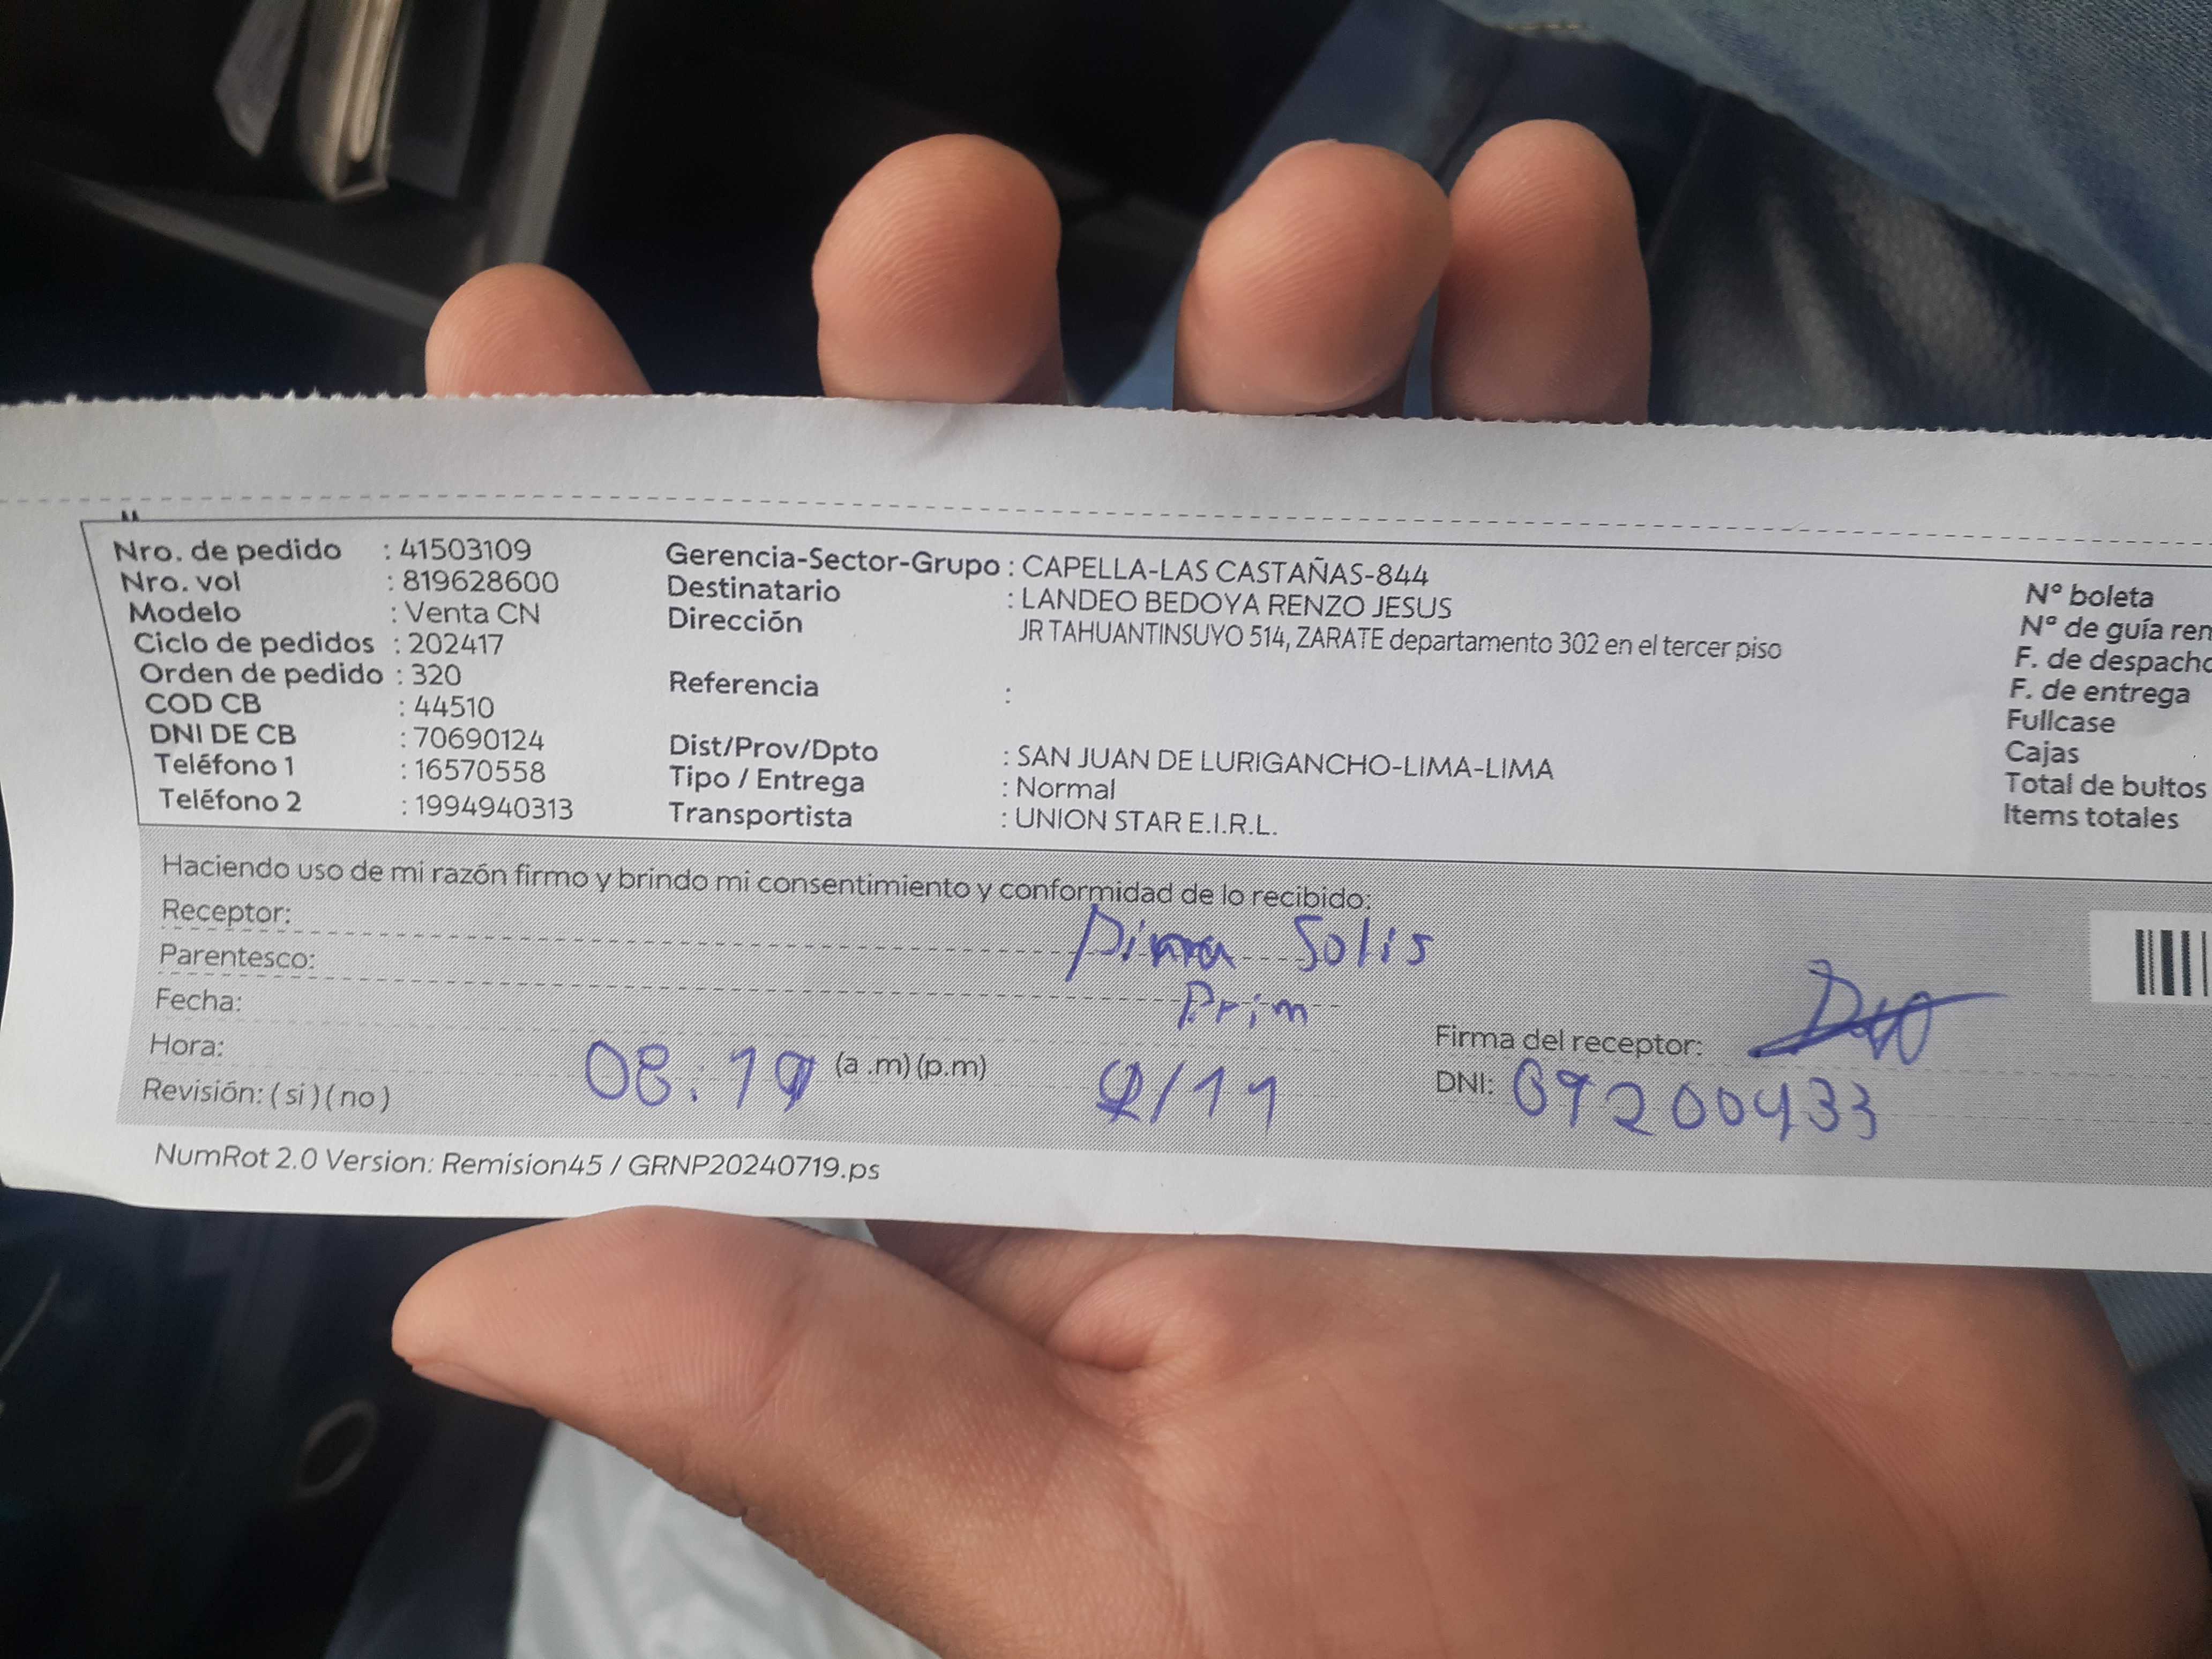 Nro. de pedido : 41503109
Nro. vol : 819628600
Modelo : Venta CN
Ciclo de pedidos : 202417
Orden de pedido : 320
COD CB : 44510
DNI DE CB : 70690124
Teléfono 1 : 16570558
Teléfono 2 : 1994940313
Gerencia-Sector-Grupo : CAPELLA-LAS CASTAÑAS-844
Destinatario : LANDEO BEDOYA RENZO JESUS
Dirección JR TAHUANTINSUYO 514, ZARATE departamento 302 en el tercer piso
Referencia :
Dist/Prov/Dpto : SAN JUAN DE LURIGANCHO-LIMA-LIMA
Tipo / Entrega : Normal
Transportista : UNION STAR E.I.R.L.
Nº boleta
Nº de guía rem
F. de despacho
F. de entrega
Fullcase
Cajas
Total de bultos
Items totales
Haciendo uso de mi razón firmo y brindo mi consentimiento y conformidad de lo recibido:
Receptor: Solis
Parentesco: Prim
Fecha:
Hora: (a .m) (p.m)
Firma del receptor:
Revisión: ( si ) ( no )
DNI:
NumRot 2.0 Version: Remision45 / GRNP20240719.ps